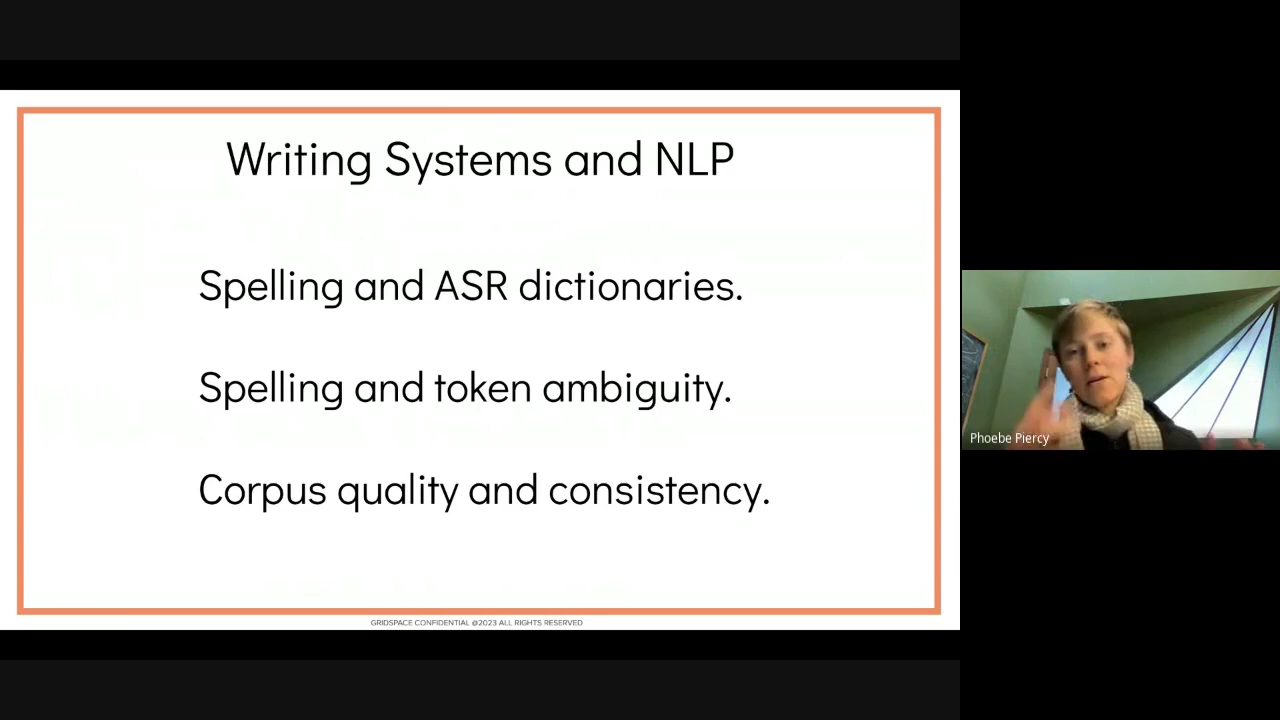 Writing Systems and NLP
Spelling and ASR dictionaries.
Spelling and token ambiguity.
Corpus quality and consistency.
GRIDSPACE CONFIDENTIAL @2023 ALL RIGHTS RESERVED
Phoebe Piercy